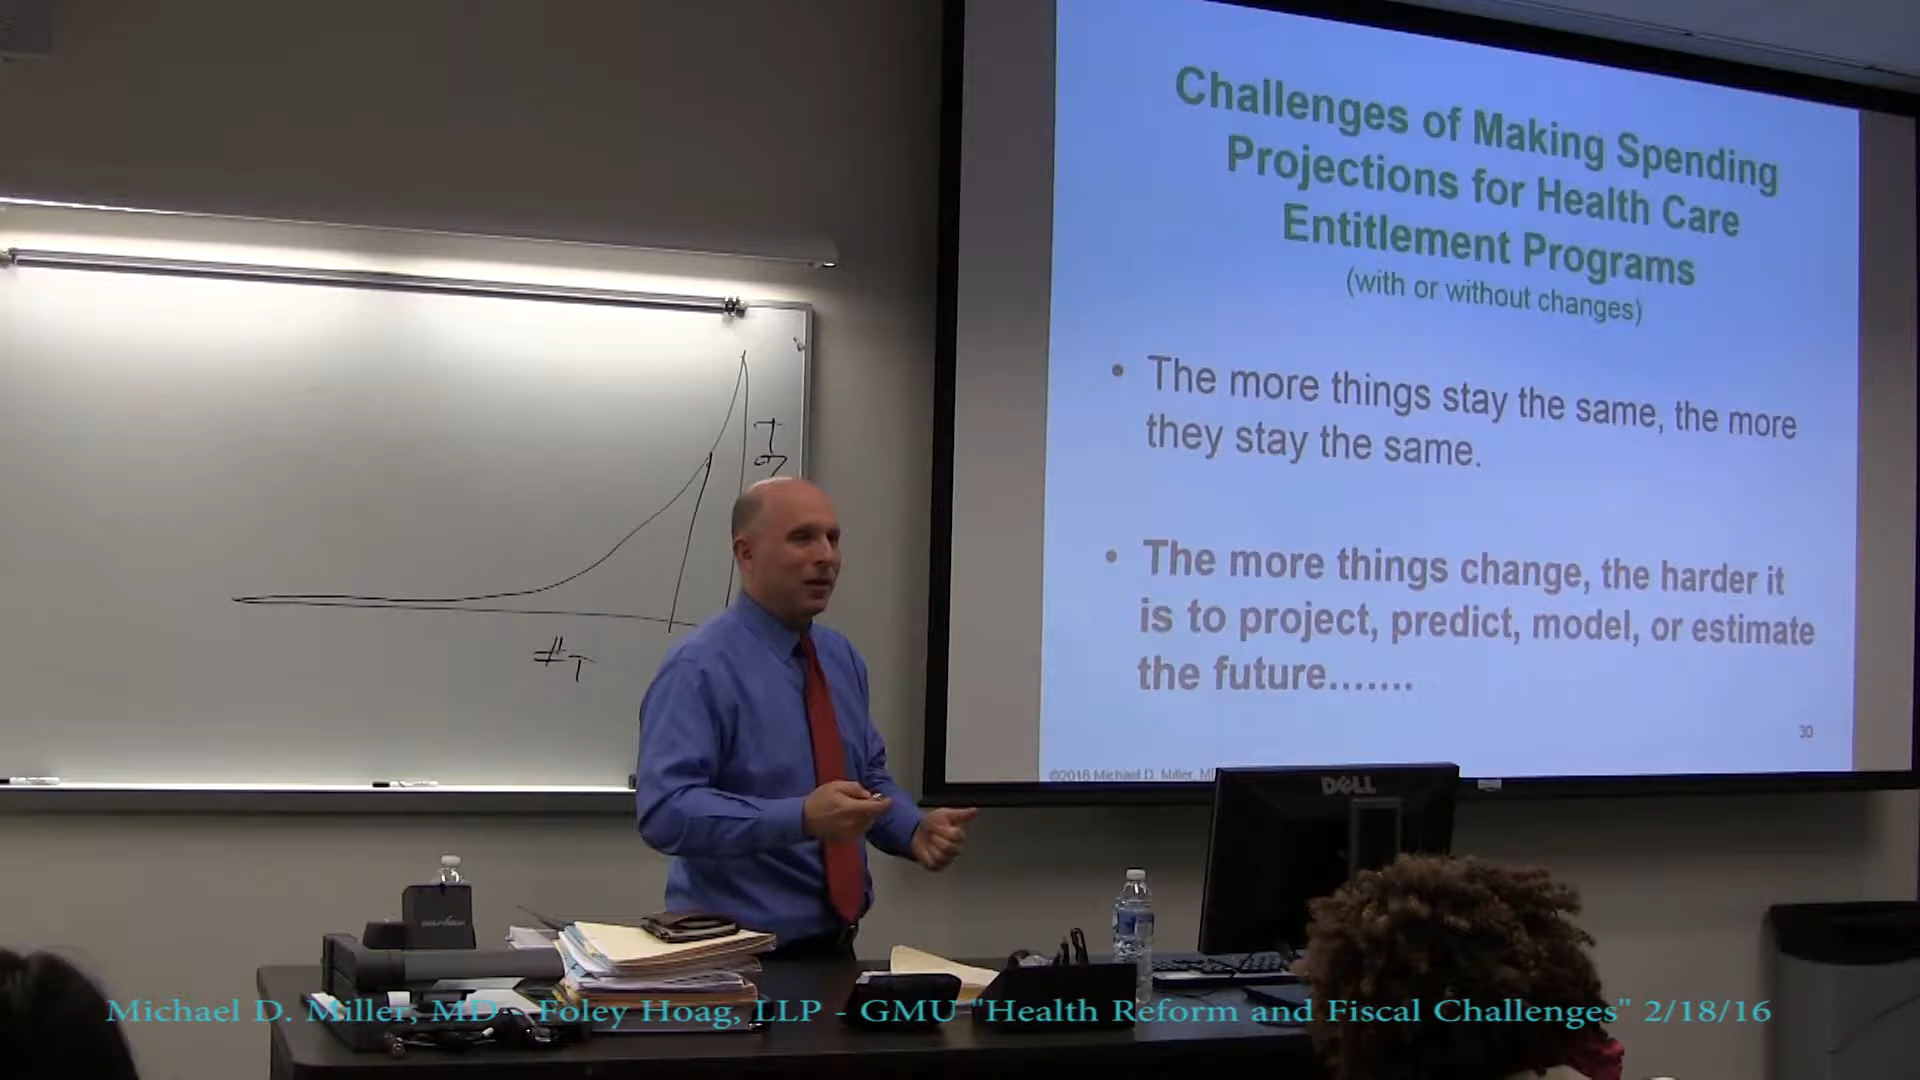 Challenges of Making Spending
Projections for Health Care
Entitlement Programs
(with or without changes)
• The more things stay the same, the more
they stay the same.
• The more things change, the harder it
is to project, predict, model, or estimate
the future.......
30
©2016 Michael D. Miller, M
DELL
#T
Michael D. Miller, MD - Foley Hoag, LLP - GMU "Health Reform and Fiscal Challenges" 2/18/16